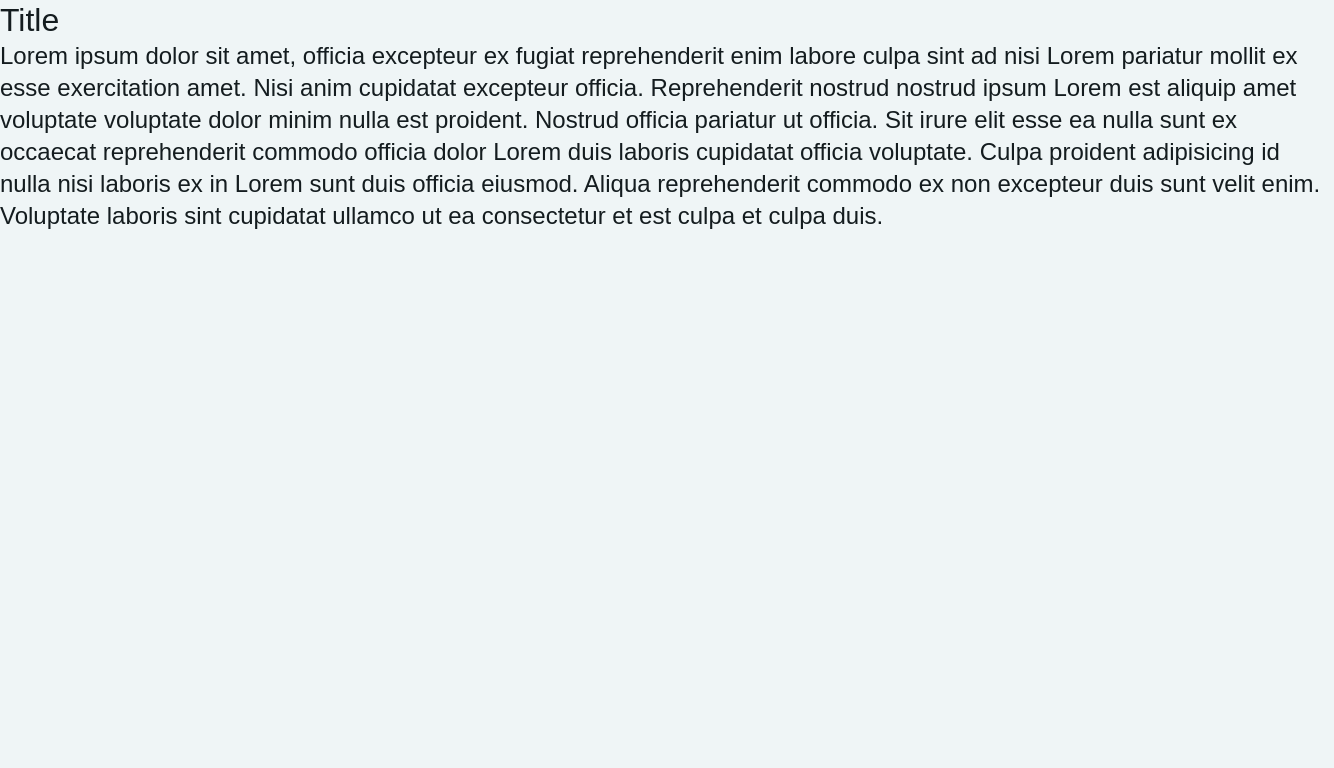 Title
Lorem ipsum dolor sit amet, officia excepteur ex fugiat reprehenderit enim labore culpa sint ad nisi Lorem pariatur mollit ex
esse exercitation amet. Nisi anim cupidatat excepteur officia. Reprehenderit nostrud nostrud ipsum Lorem est aliquip amet
voluptate voluptate dolor minim nulla est proident. Nostrud officia pariatur ut officia. Sit irure elit esse ea nulla sunt ex
occaecat reprehenderit commodo officia dolor Lorem duis laboris cupidatat officia voluptate. Culpa proident adipisicing id
nulla nisi laboris ex in Lorem sunt duis officia eiusmod. Aliqua reprehenderit commodo ex non excepteur duis sunt velit enim.
Voluptate laboris sint cupidatat ullamco ut ea consectetur et est culpa et culpa duis.